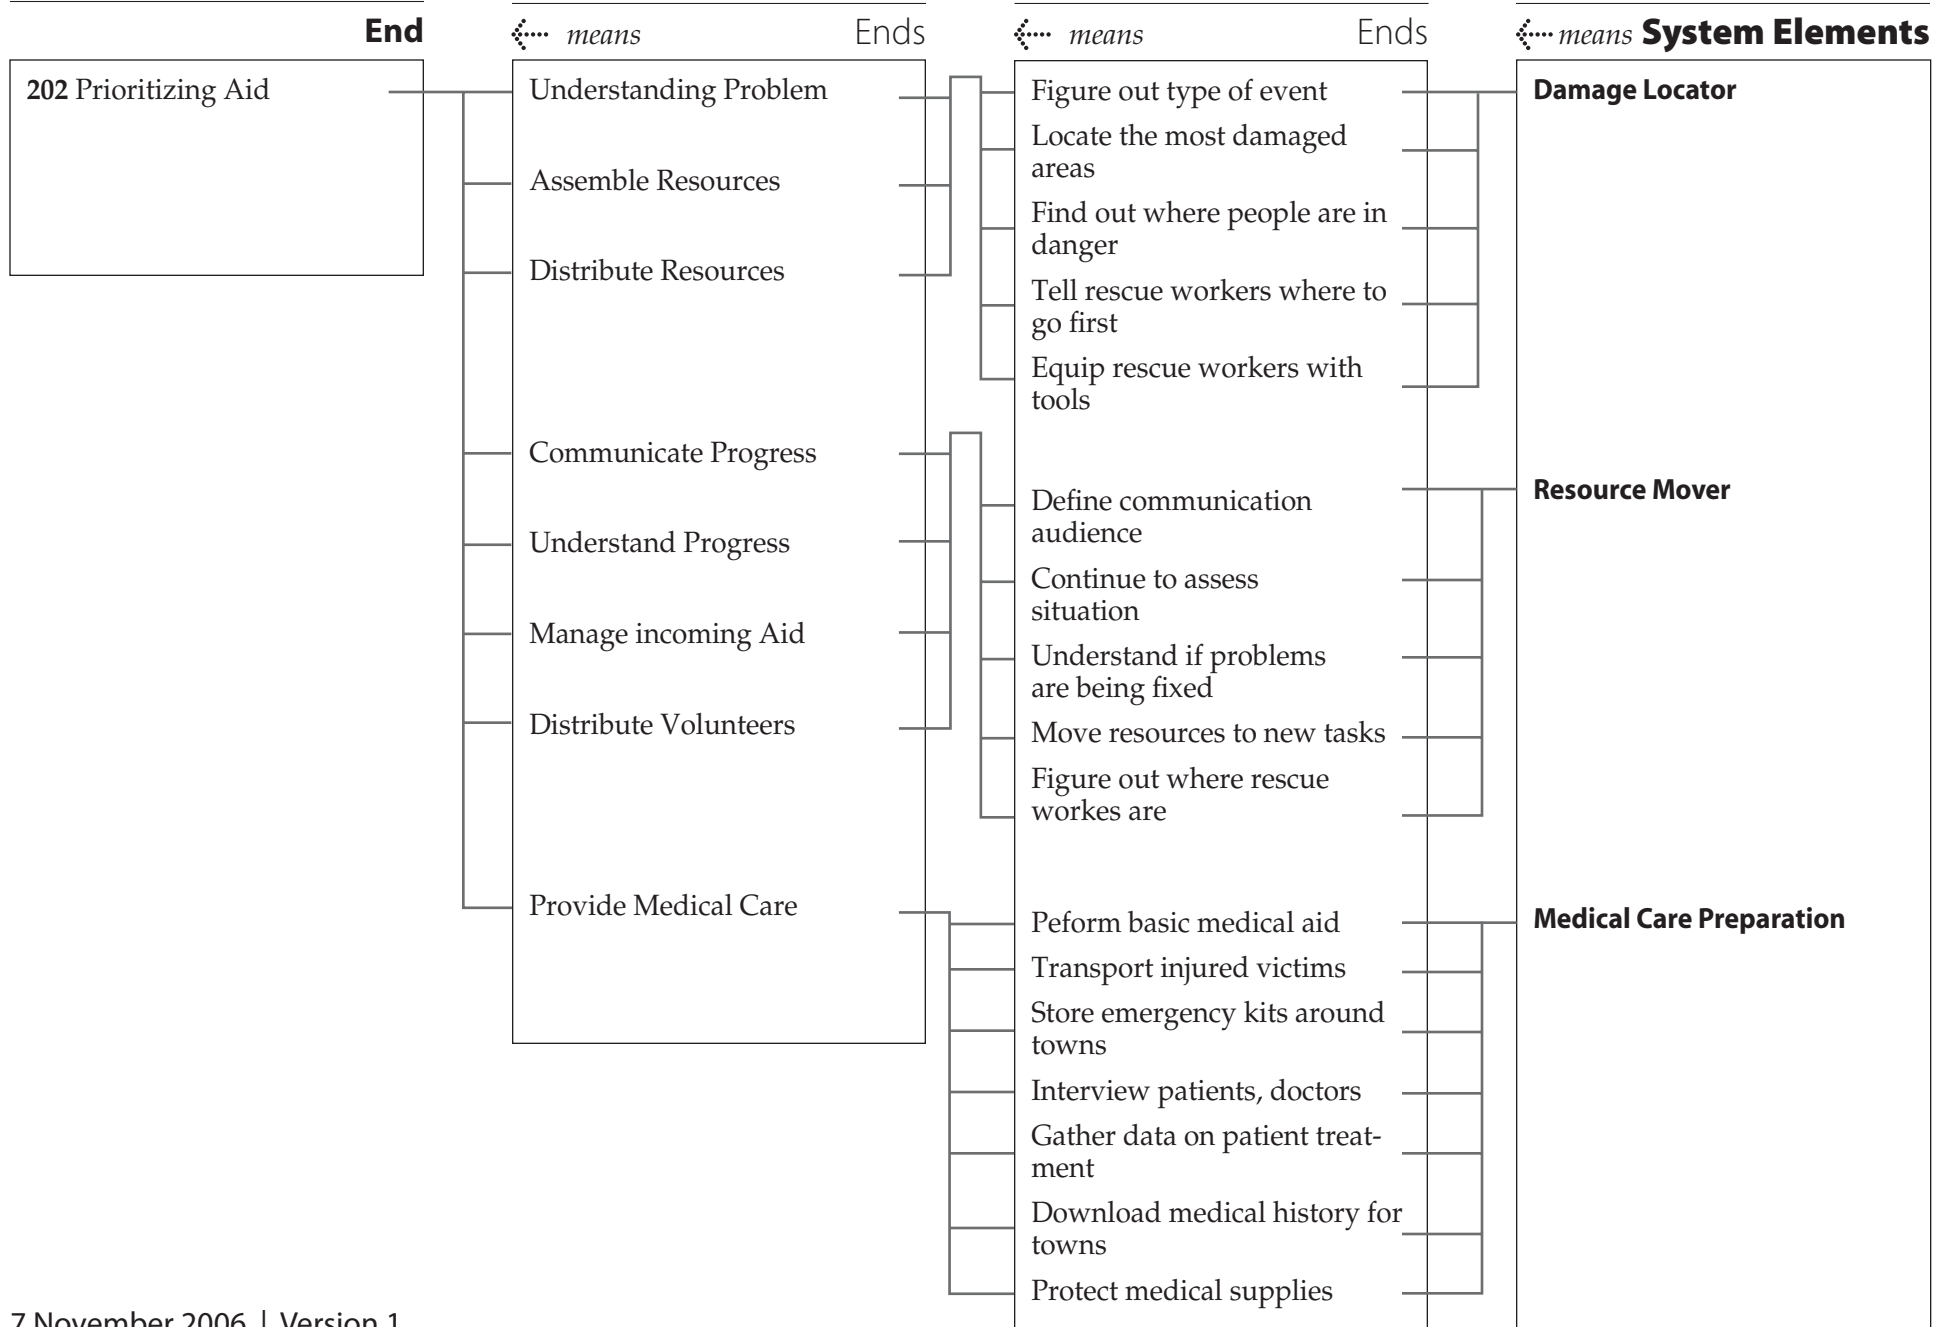 End
means Ends
means Ends
means System Elements
202 Prioritizing Aid
Understanding Problem
Assemble Resources
Distribute Resources
Communicate Progress
Understand Progress
Manage incoming Aid
Distribute Volunteers
Provide Medical Care
Figure out type of event
Locate the most damaged
areas
Find out where people are in
danger
Tell rescue workers where to
go first
Equip rescue workers with
tools
Define communication
audience
Continue to assess
situation
Understand if problems
are being fixed
Move resources to new tasks
Figure out where rescue
workes are
Peform basic medical aid
Transport injured victims
Store emergency kits around
towns
Interview patients, doctors
Gather data on patient treat-
ment
Download medical history for
towns
Protect medical supplies
Damage Locator
Resource Mover
Medical Care Preparation
7 November 2006 | Version 1